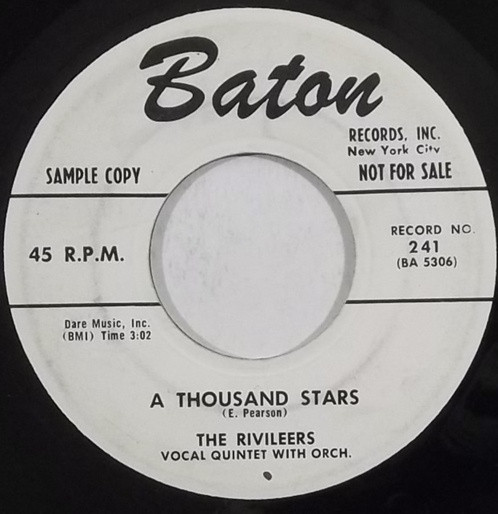 Baton
RECORDS, INC.
New York City
SAMPLE COPY
NOT FOR SALE
45 R.P.M.
RECORD NO.
241
(BA 5306)
Dare Music, Inc.
(BMI) Time 3:02
A THOUSAND STARS
(E. Pearson)
THE RIVILEERS
VOCAL QUINTET WITH ORCH.